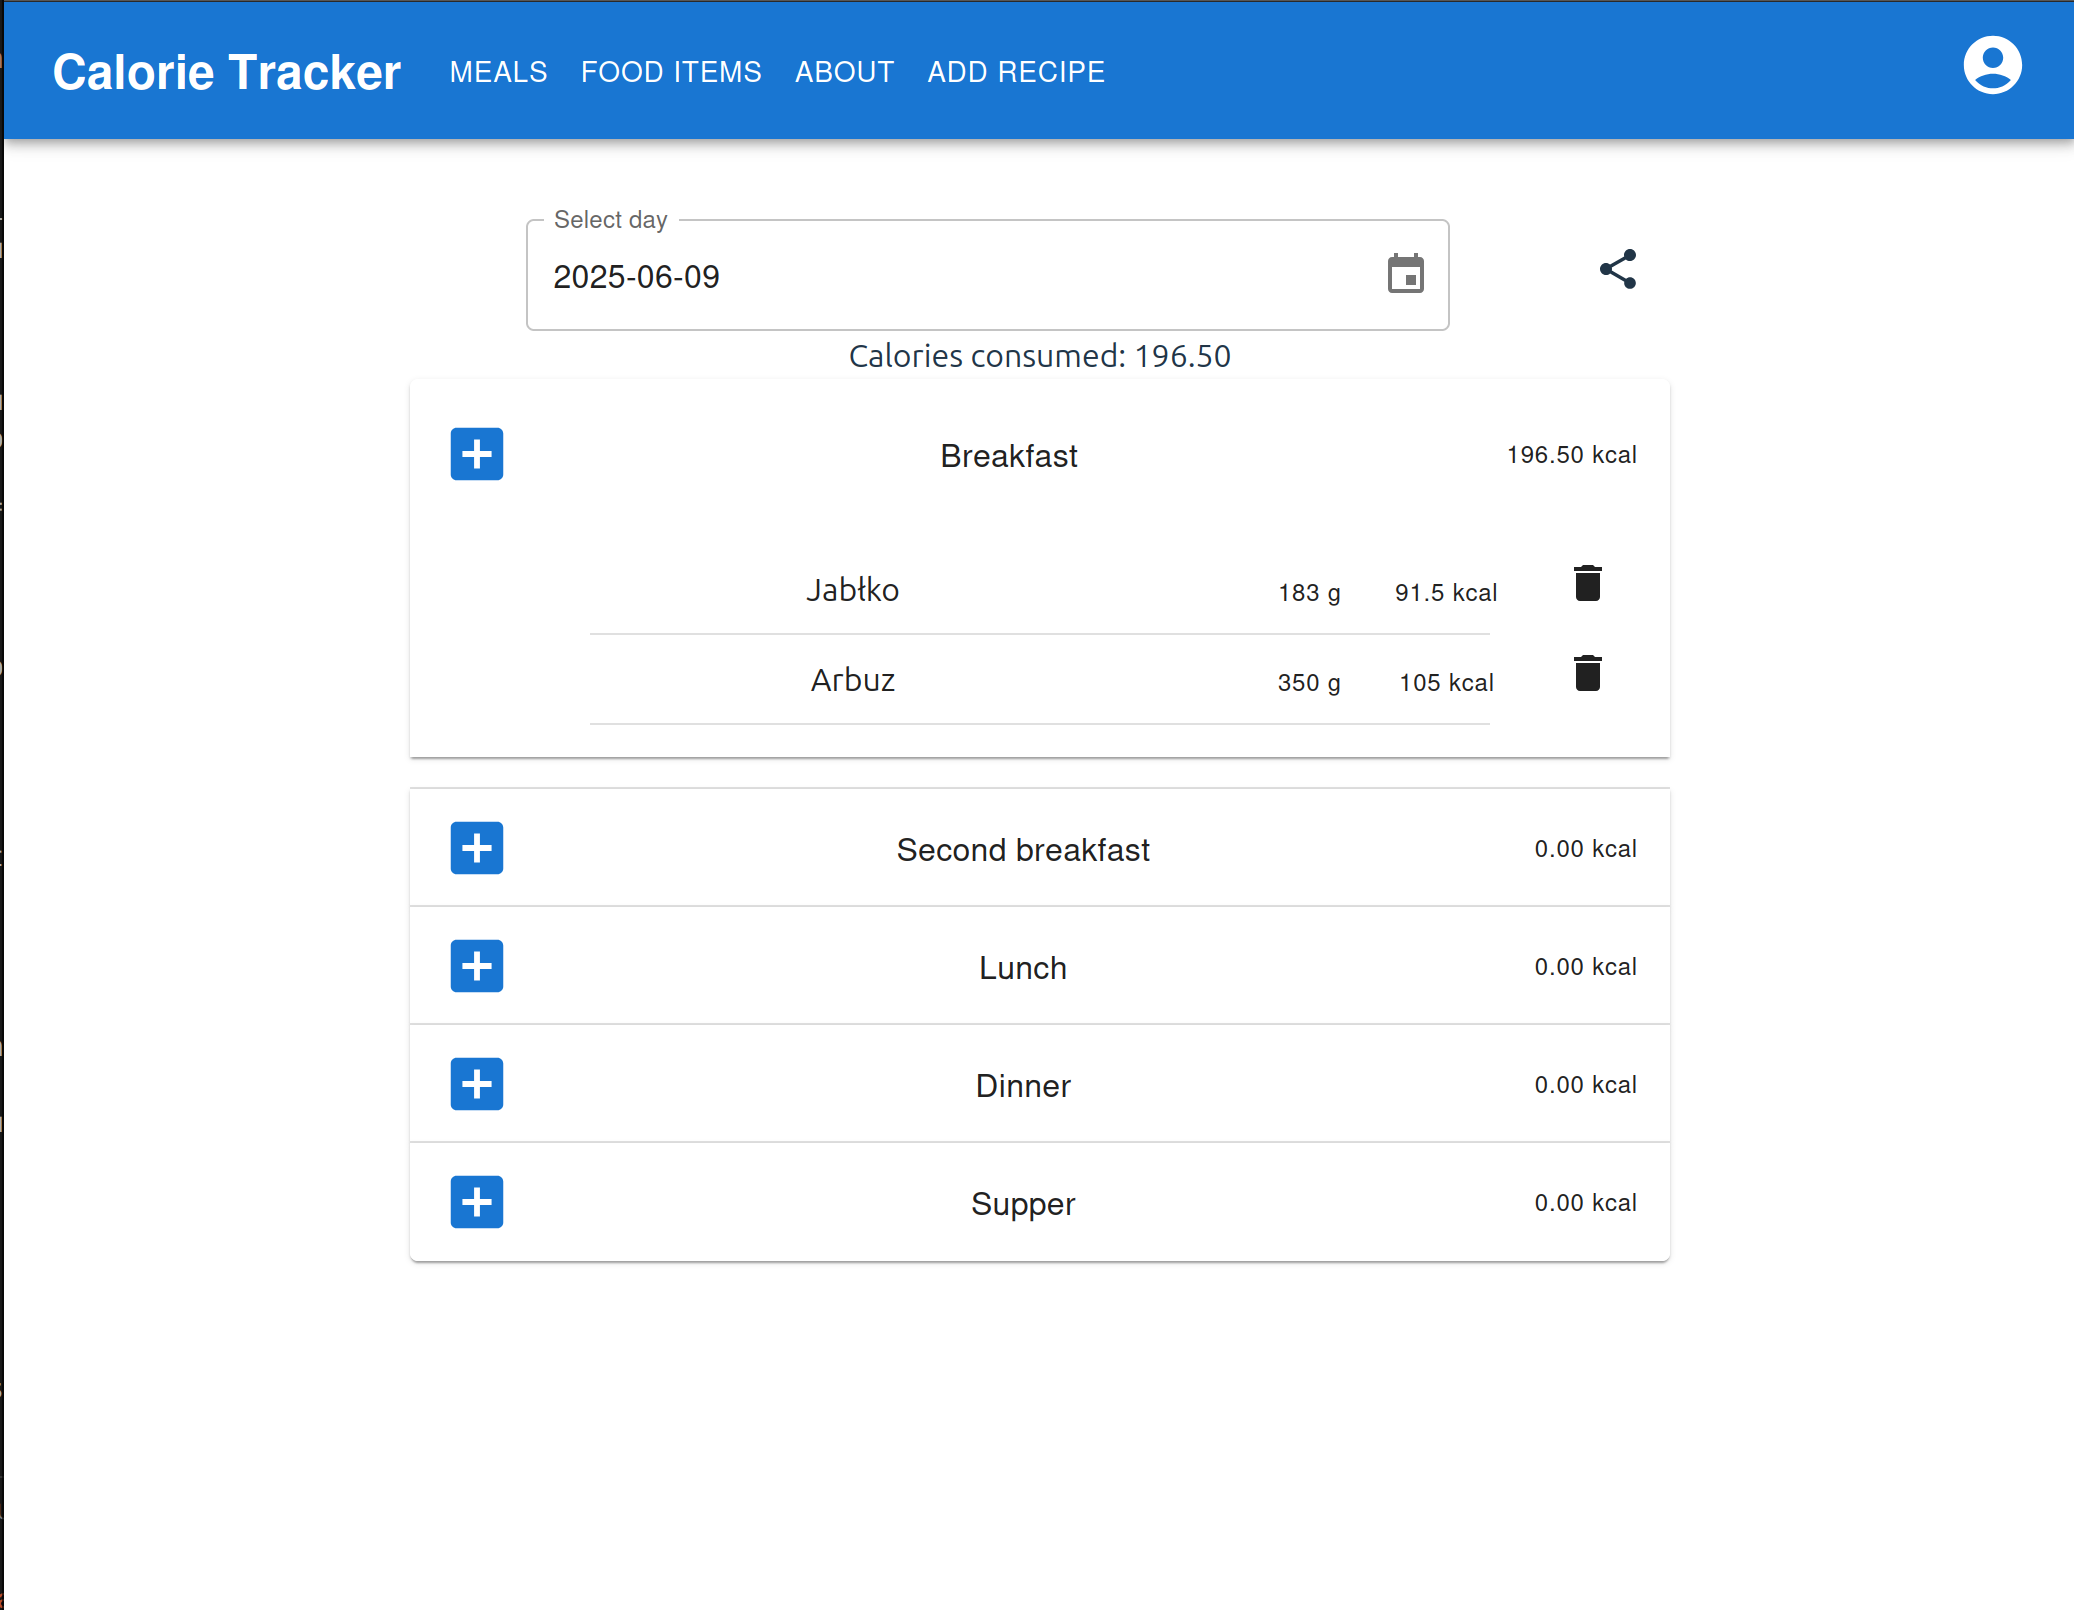 Calorie Tracker MEALS FOOD ITEMS ABOUT ADD RECIPE
Select day
2025-06-09
Calories consumed: 196.50
Breakfast 196.50 kcal
Jabłko 183 g 91.5 kcal
Arbuz 350 g 105 kcal
Second breakfast 0.00 kcal
Lunch 0.00 kcal
Dinner 0.00 kcal
Supper 0.00 kcal